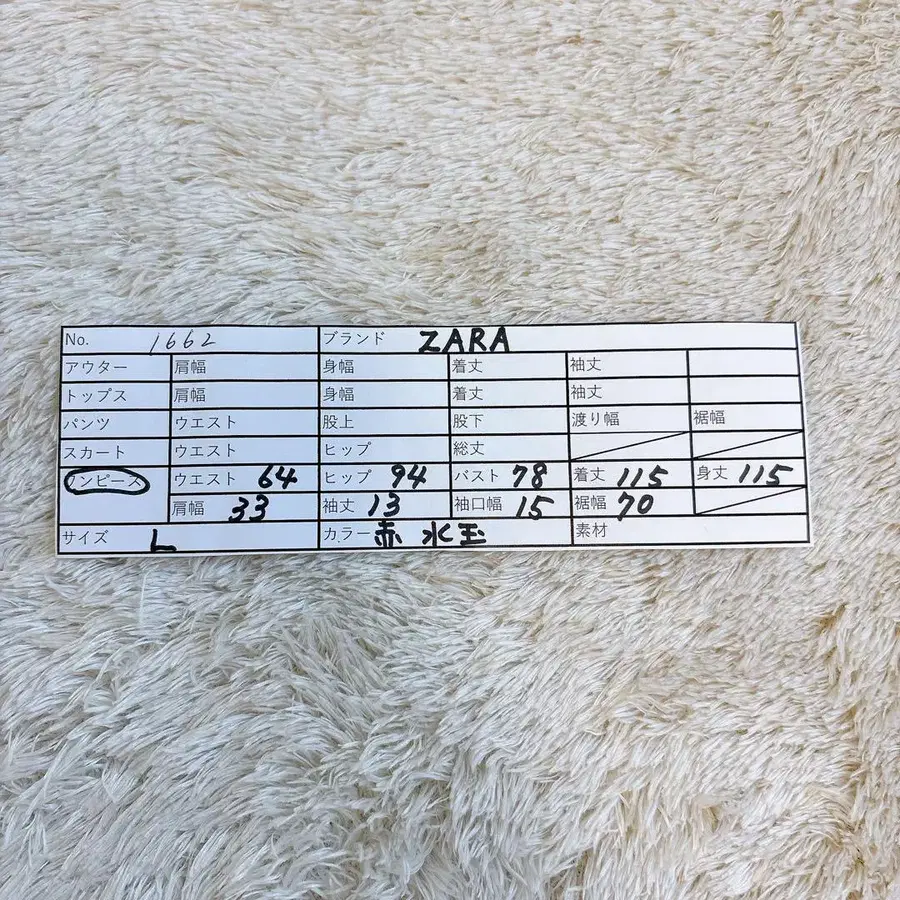 No. 1662 ブランド ZARA
アウター 肩幅 身幅 着丈 袖丈
トップス 肩幅 身幅 着丈 袖丈
パンツ ウエスト 股上 股下 渡り幅 裾幅
スカート ウエスト ヒップ 総丈
ワンピース ウエスト 64 ヒップ 94 バスト 78 着丈 115 身丈 115
肩幅 33 袖丈 13 袖口幅 15 裾幅 70
サイズ L カラー 赤 水玉 素材